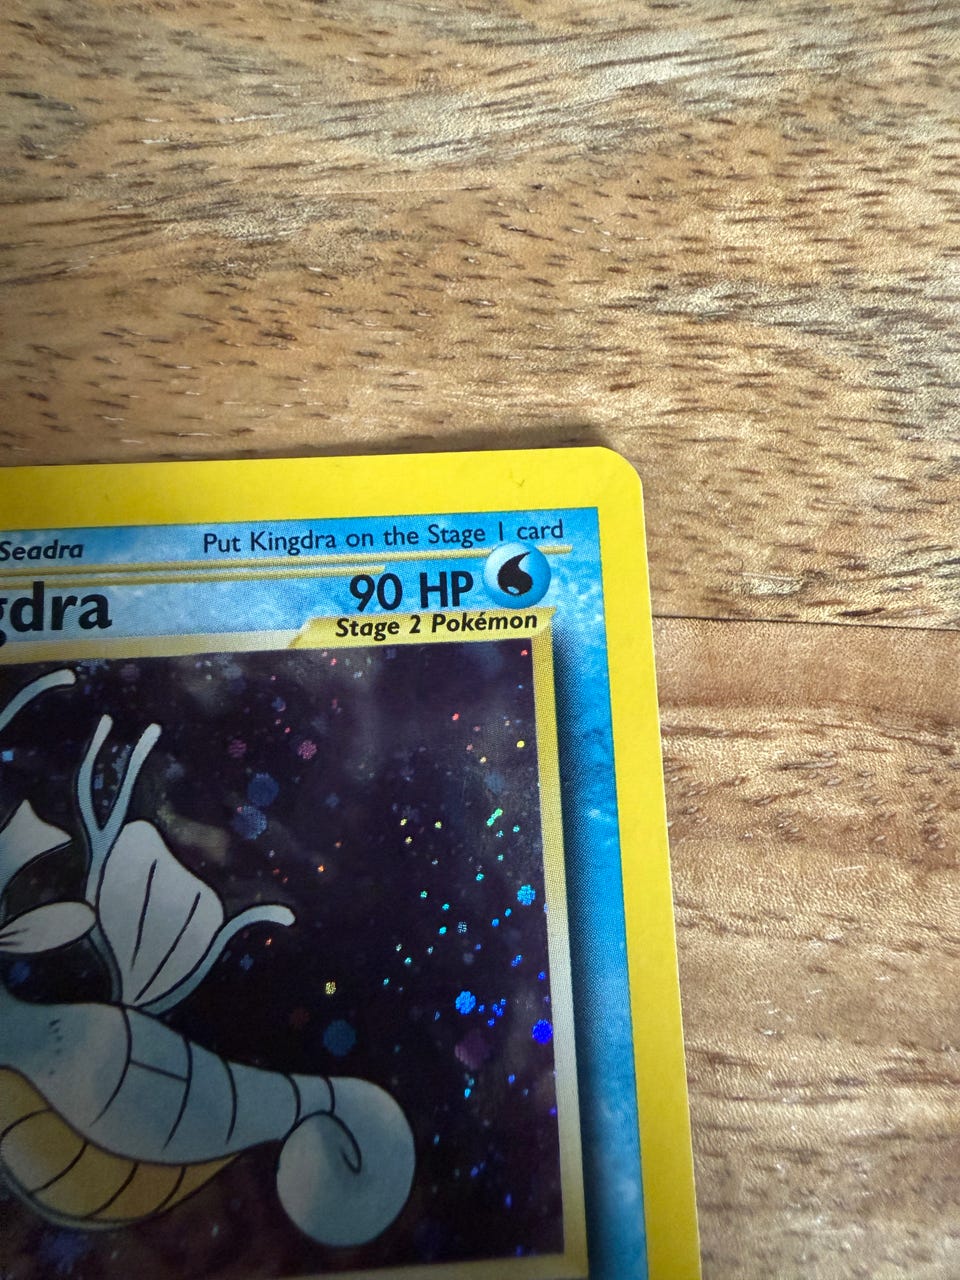 Seadra Put Kingdra on the Stage 1 card
gdra 90 HP
Stage 2 Pokémon